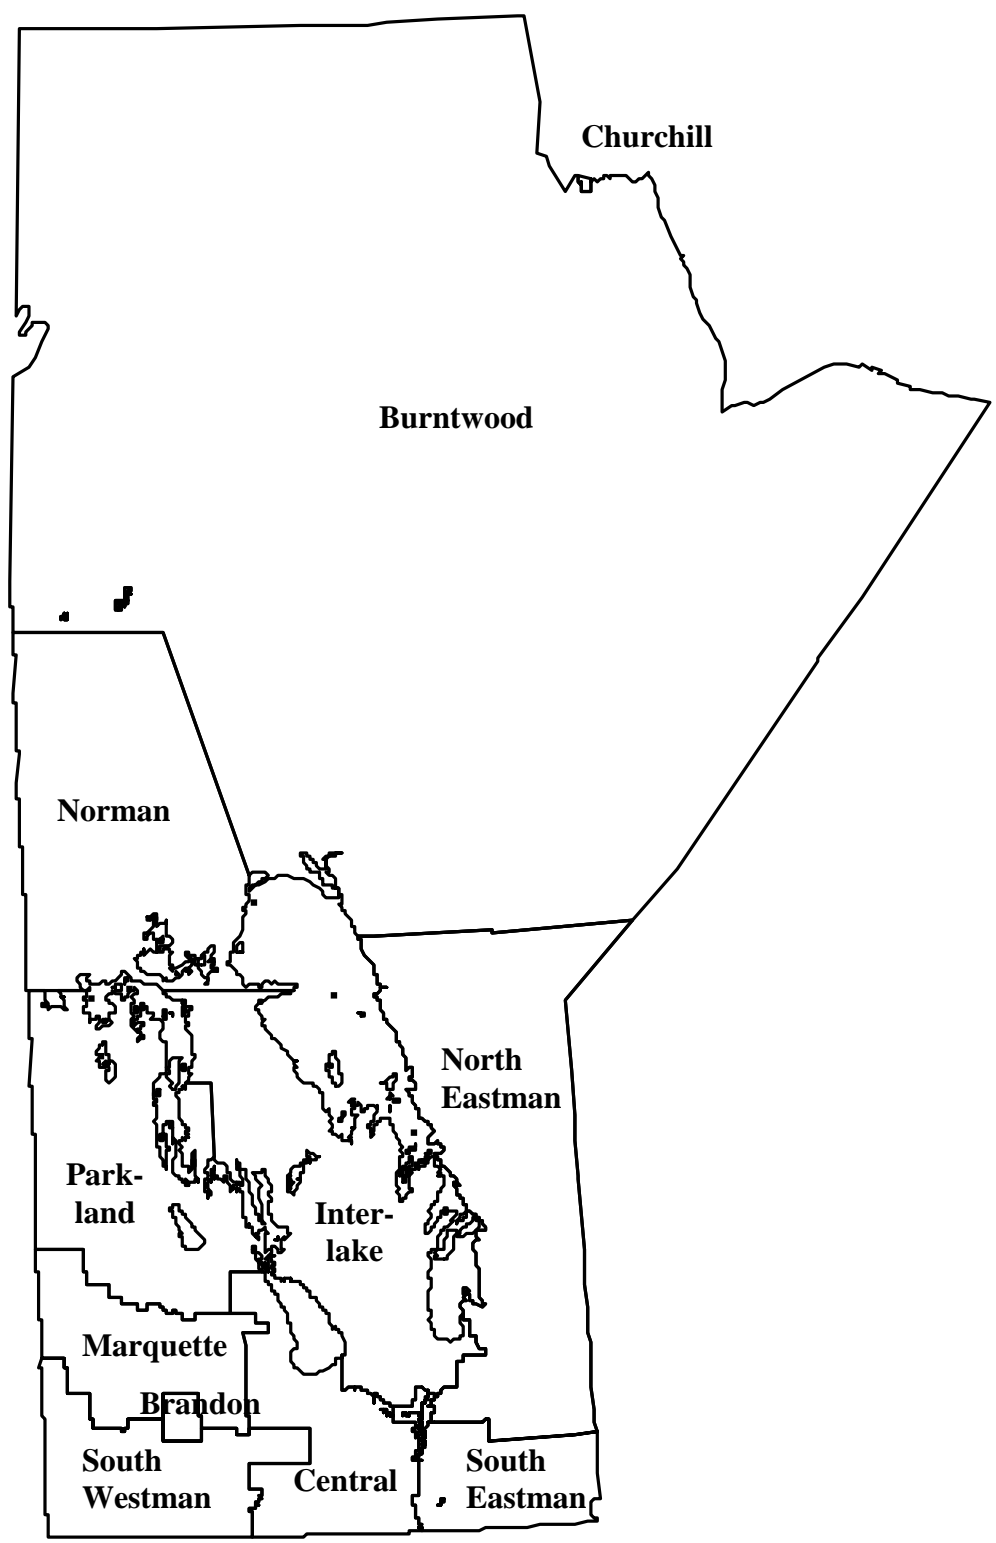 Churchill
Burntwood
Norman
North
Eastman
Park-
land
Inter-
lake
Marquette
Brandon
South
Westman
Central
South
Eastman